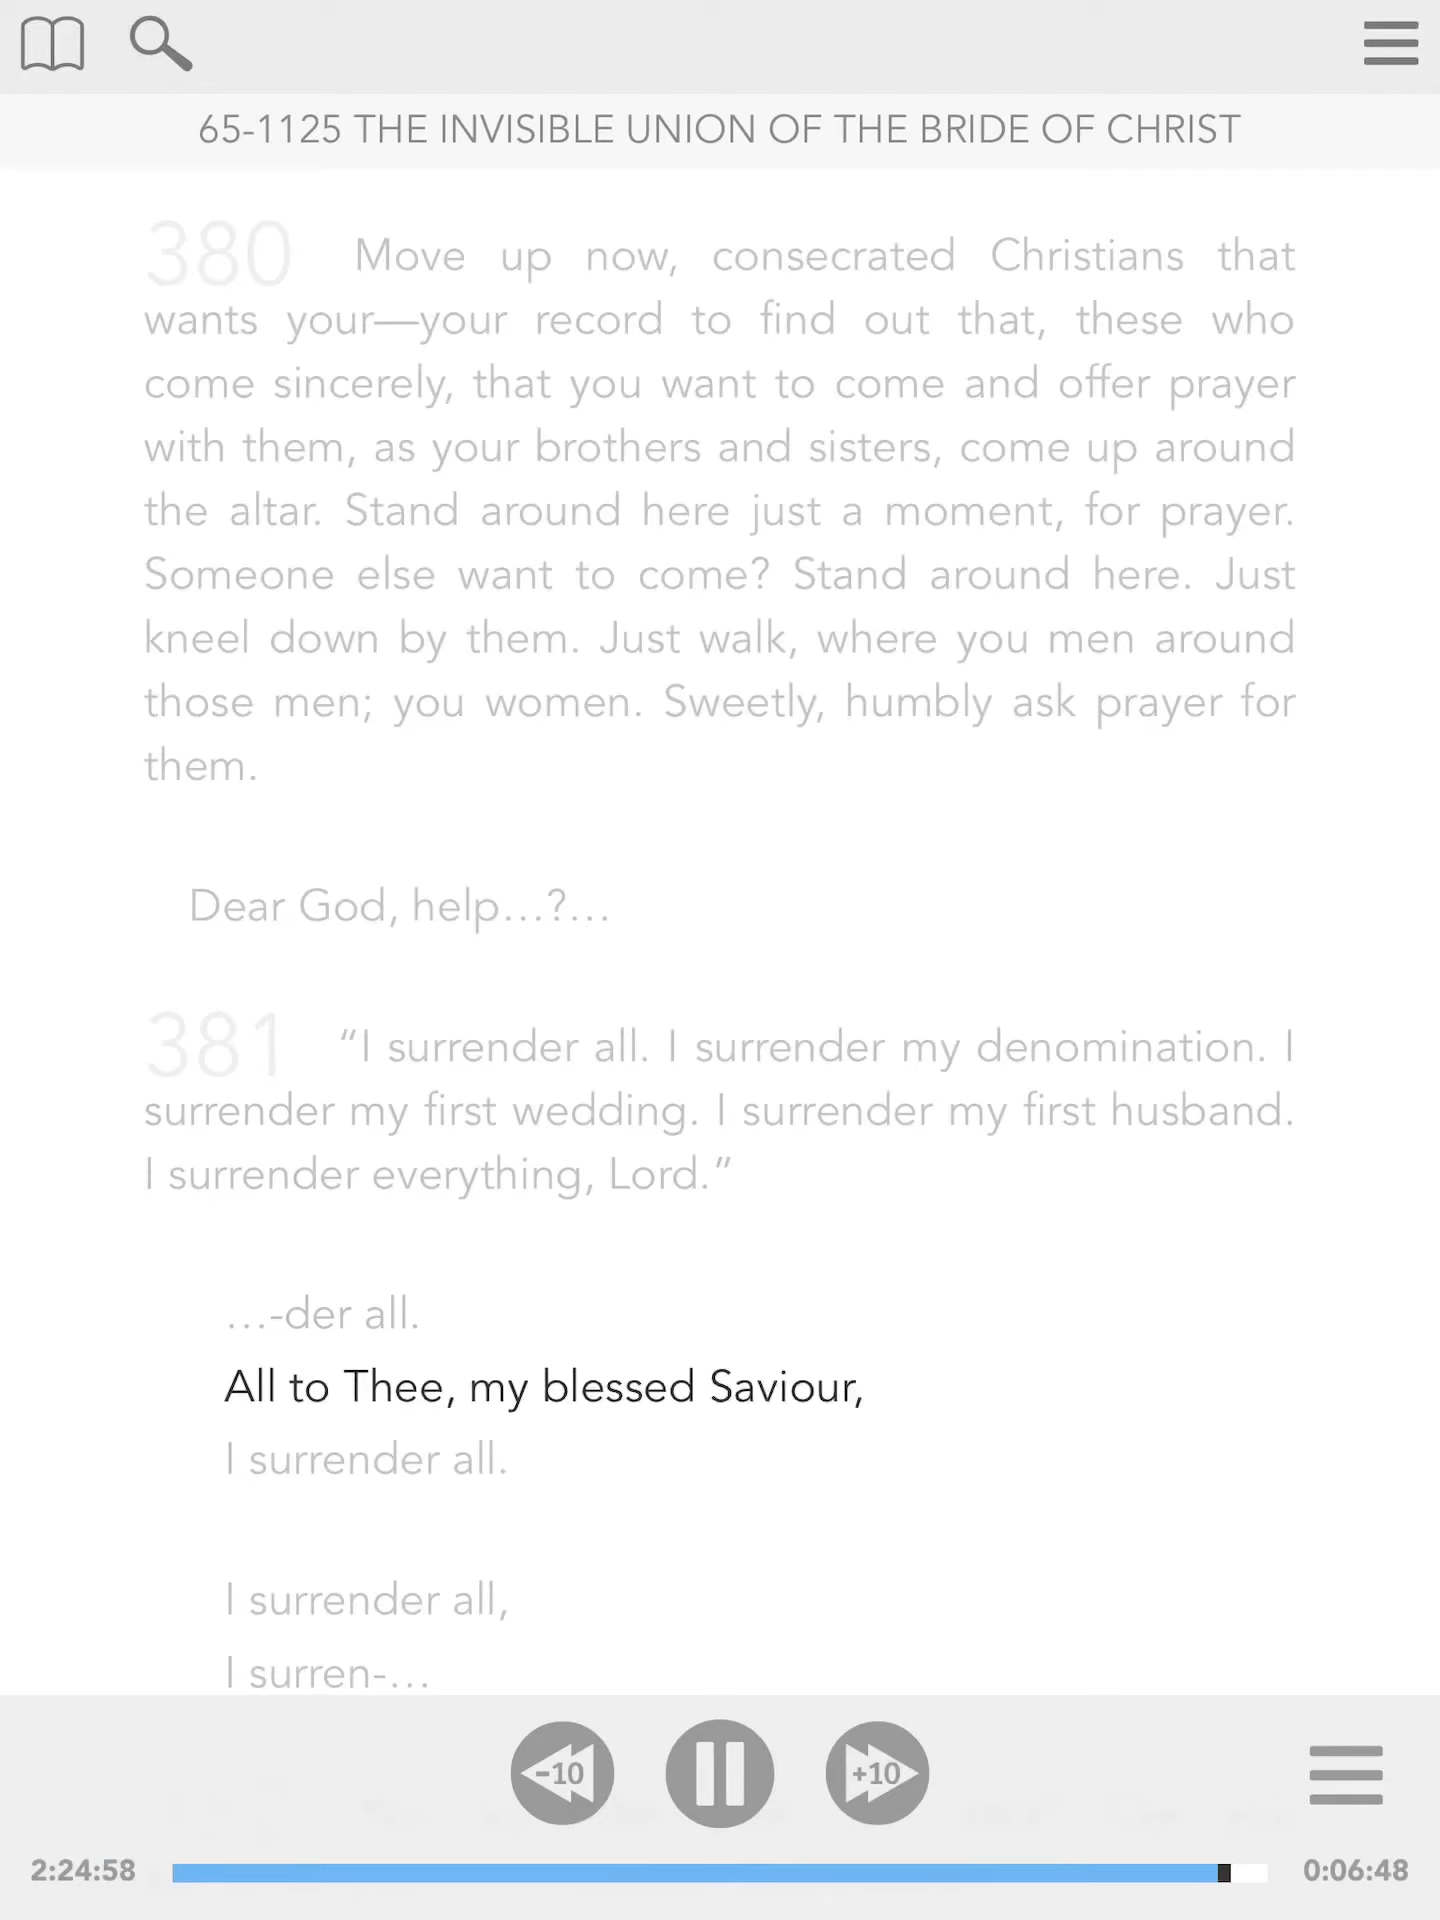 65-1125 THE INVISIBLE UNION OF THE BRIDE OF CHRIST
380 Move up now, consecrated Christians that
wants your—your record to find out that, these who
come sincerely, that you want to come and offer prayer
with them, as your brothers and sisters, come up around
the altar. Stand around here just a moment, for prayer.
Someone else want to come? Stand around here. Just
kneel down by them. Just walk, where you men around
those men; you women. Sweetly, humbly ask prayer for
them.
Dear God, help…?…
381 “I surrender all. I surrender my denomination. I
surrender my first wedding. I surrender my first husband.
I surrender everything, Lord.”
…-der all.
All to Thee, my blessed Saviour,
I surrender all.
I surrender all,
I surren-…
-10 +10
2:24:58 0:06:48